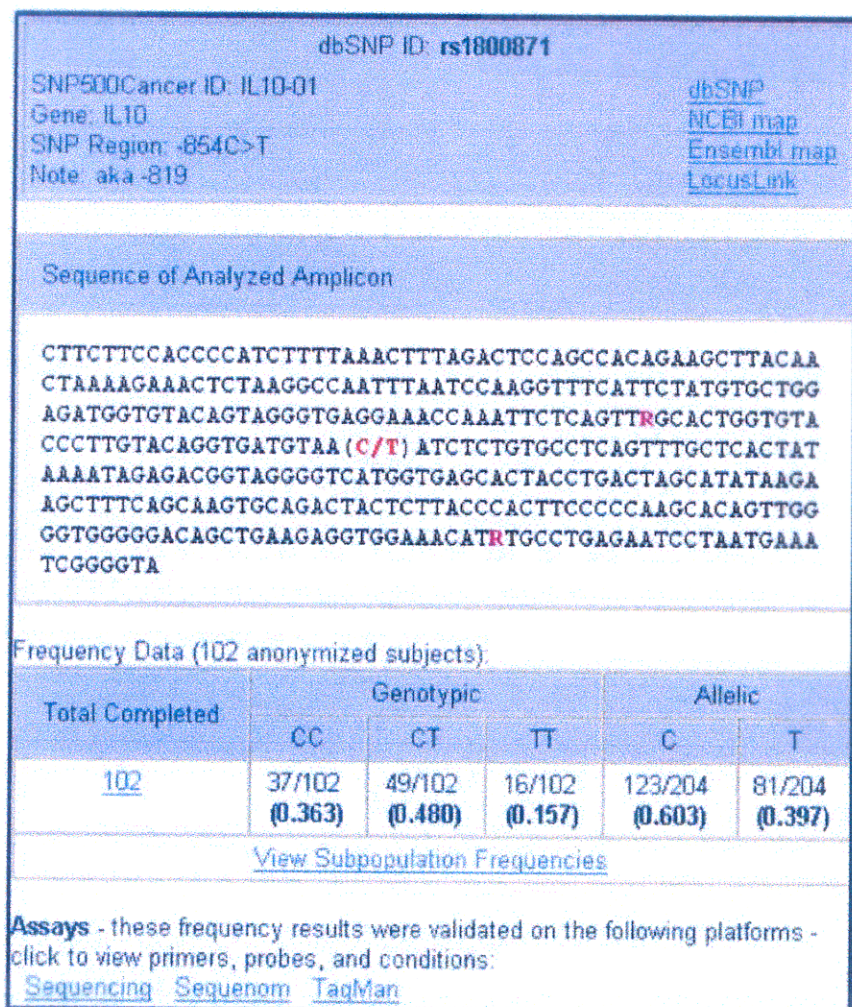 dbSNP ID: rs1800871
SNP500Cancer ID: IL10-01
Gene: IL10
SNP Region: -854C>T
Note: aka -819
dbSNP
NCBI map
Ensembl map
LocusLink
Sequence of Analyzed Amplicon
CTTCTTCCACCCCATCTTTTAAACTTTAGACTCCAGCCACAGAAGCTTACAA
CTAAAAGAAACTCTAAGGCCAATTTAATCCAAGGTTTCATTCTATGTGCTGG
AGATGGTGTACAGTAGGGTGAGGAAACCAAATTCTCAGTTRGCACTGGTGTA
CCCTTGTACAGGTGATGTAA(C/T)ATCTCTGTGCCTCAGTTTGCTCACTAT
AAAATAGAGACGGTAGGGGTCATGGTGAGCACTACCTGACTAGCATATAAGA
AGCTTTCAGCAAGTGCAGACTACTCTTACCCACTTCCCCCAAGCACAGTTGG
GGTGGGGGACAGCTGAAGAGGTGGAAACATRTGCCTGAGAATCCTAATGAAA
TCGGGGTA
Frequency Data (102 anonymized subjects):
Total Completed Genotypic Allelic
CC CT TT C T
102 37/102 49/102 16/102 123/204 81/204
(0.363) (0.480) (0.157) (0.603) (0.397)
View Subpopulation Frequencies
Assays - these frequency results were validated on the following platforms -
click to view primers, probes, and conditions:
Sequencing Sequenom TaqMan